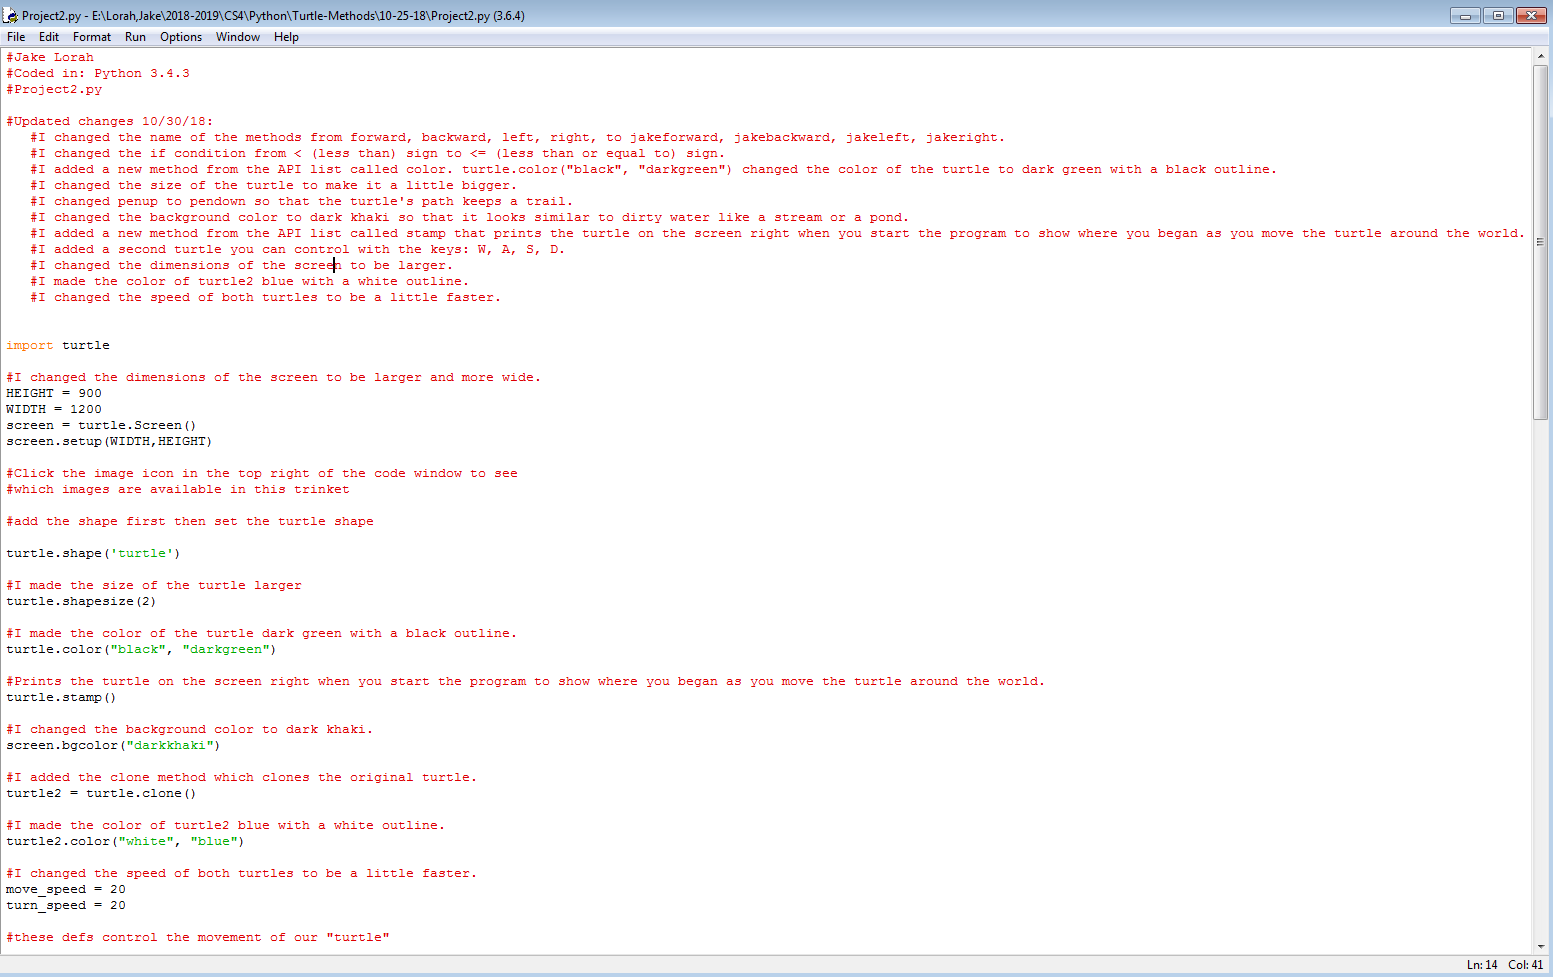 Project2.py - E:\Lorah,Jake\2018-2019\CS4\Python\Turtle-Methods\10-25-18\Project2.py (3.6.4)
File Edit Format Run Options Window Help
#Jake Lorah
#Coded in: Python 3.4.3
#Project2.py
#Updated changes 10/30/18:
#I changed the name of the methods from forward, backward, left, right, to jakeforward, jakebackward, jakeleft, jakeright.
#I changed the if condition from < (less than) sign to <= (less than or equal to) sign.
#I added a new method from the API list called color. turtle.color("black", "darkgreen") changed the color of the turtle to dark green with a black outline.
#I changed the size of the turtle to make it a little bigger.
#I changed penup to pendown so that the turtle's path keeps a trail.
#I changed the background color to dark khaki so that it looks similar to dirty water like a stream or a pond.
#I added a new method from the API list called stamp that prints the turtle on the screen right when you start the program to show where you began as you move the turtle around the world.
#I added a second turtle you can control with the keys: W, A, S, D.
#I changed the dimensions of the screen to be larger.
#I made the color of turtle2 blue with a white outline.
#I changed the speed of both turtles to be a little faster.
import turtle
#I changed the dimensions of the screen to be larger and more wide.
HEIGHT = 900
WIDTH = 1200
screen = turtle.Screen()
screen.setup(WIDTH,HEIGHT)
#Click the image icon in the top right of the code window to see
#which images are available in this trinket
#add the shape first then set the turtle shape
turtle.shape('turtle')
#I made the size of the turtle larger
turtle.shapesize(2)
#I made the color of the turtle dark green with a black outline.
turtle.color("black", "darkgreen")
#Prints the turtle on the screen right when you start the program to show where you began as you move the turtle around the world.
turtle.stamp()
#I changed the background color to dark khaki.
screen.bgcolor("darkkhaki")
#I added the clone method which clones the original turtle.
turtle2 = turtle.clone()
#I made the color of turtle2 blue with a white outline.
turtle2.color("white", "blue")
#I changed the speed of both turtles to be a little faster.
move_speed = 20
turn_speed = 20
#these defs control the movement of our "turtle"
Ln: 14 Col: 41